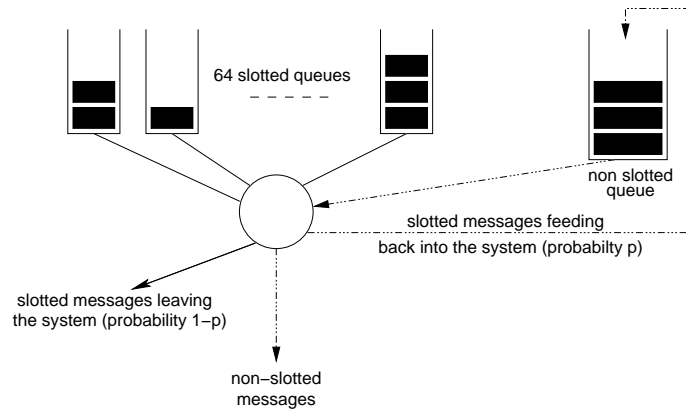 64 slotted queues
non slotted
queue
slotted messages feeding
back into the system (probabilty p)
slotted messages leaving
the system (probability 1−p)
non−slotted
messages